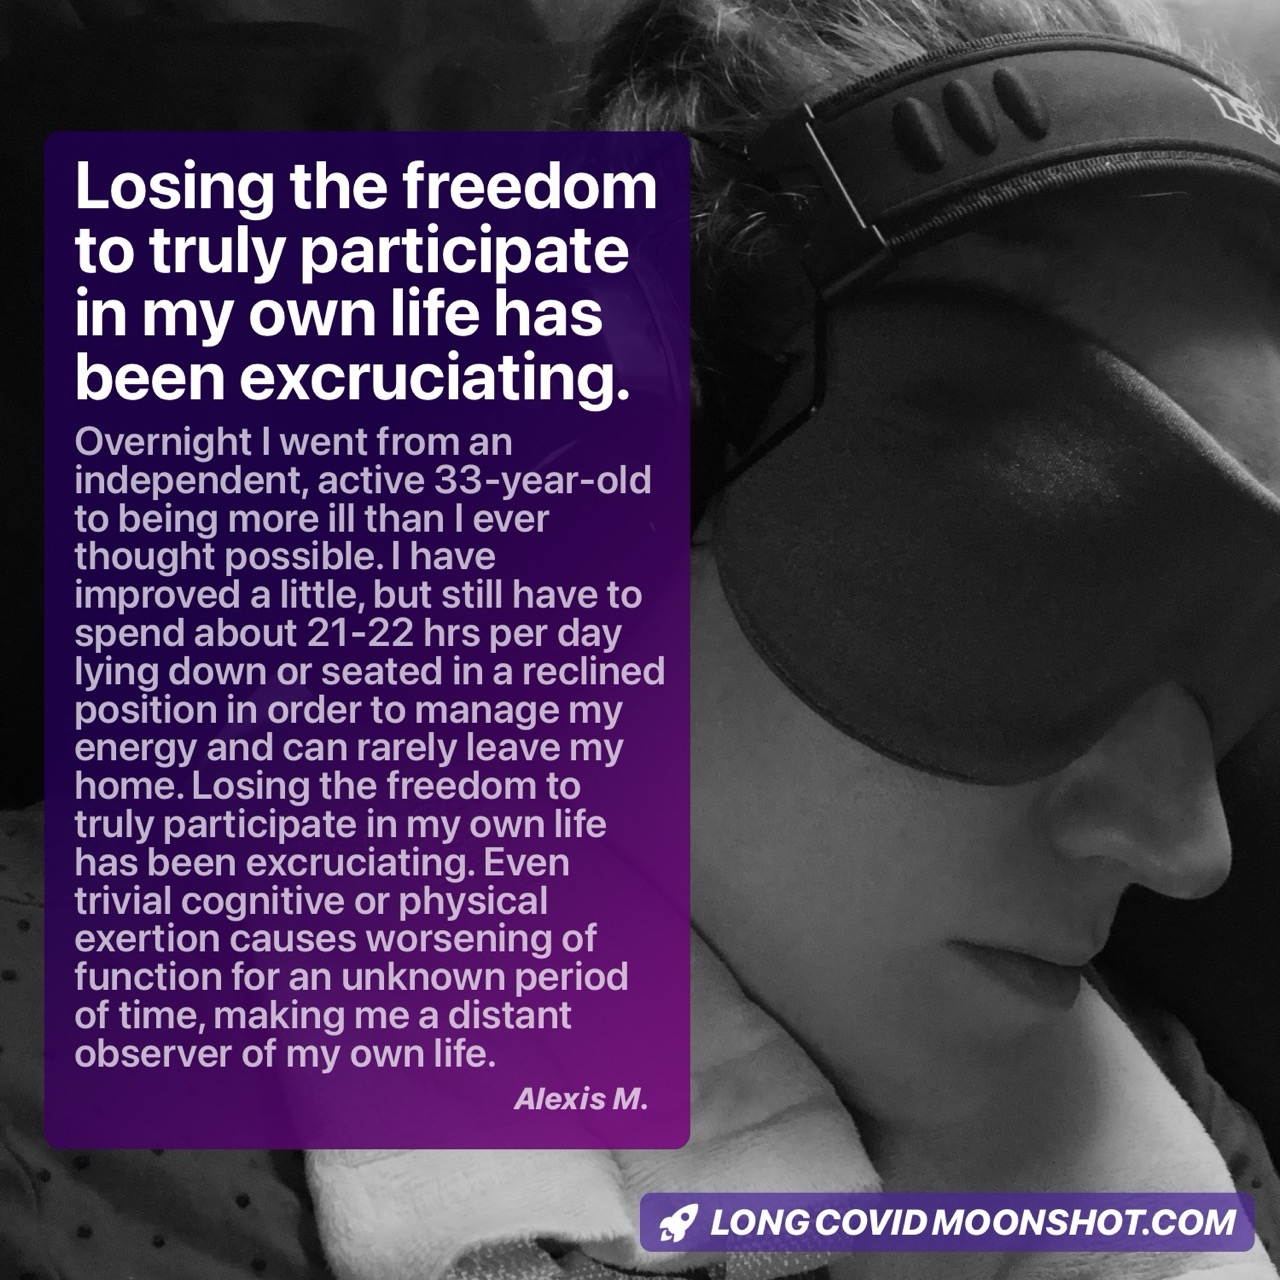 Losing the freedom
to truly participate
in my own life has
been excruciating.
Overnight I went from an
independent, active 33-year-old
to being more ill than I ever
thought possible. I have
improved a little, but still have to
spend about 21-22 hrs per day
lying down or seated in a reclined
position in order to manage my
energy and can rarely leave my
home. Losing the freedom to
truly participate in my own life
has been excruciating. Even
trivial cognitive or physical
exertion causes worsening of
function for an unknown period
of time, making me a distant
observer of my own life.
Alexis M.
LONG COVID MOONSHOT.COM